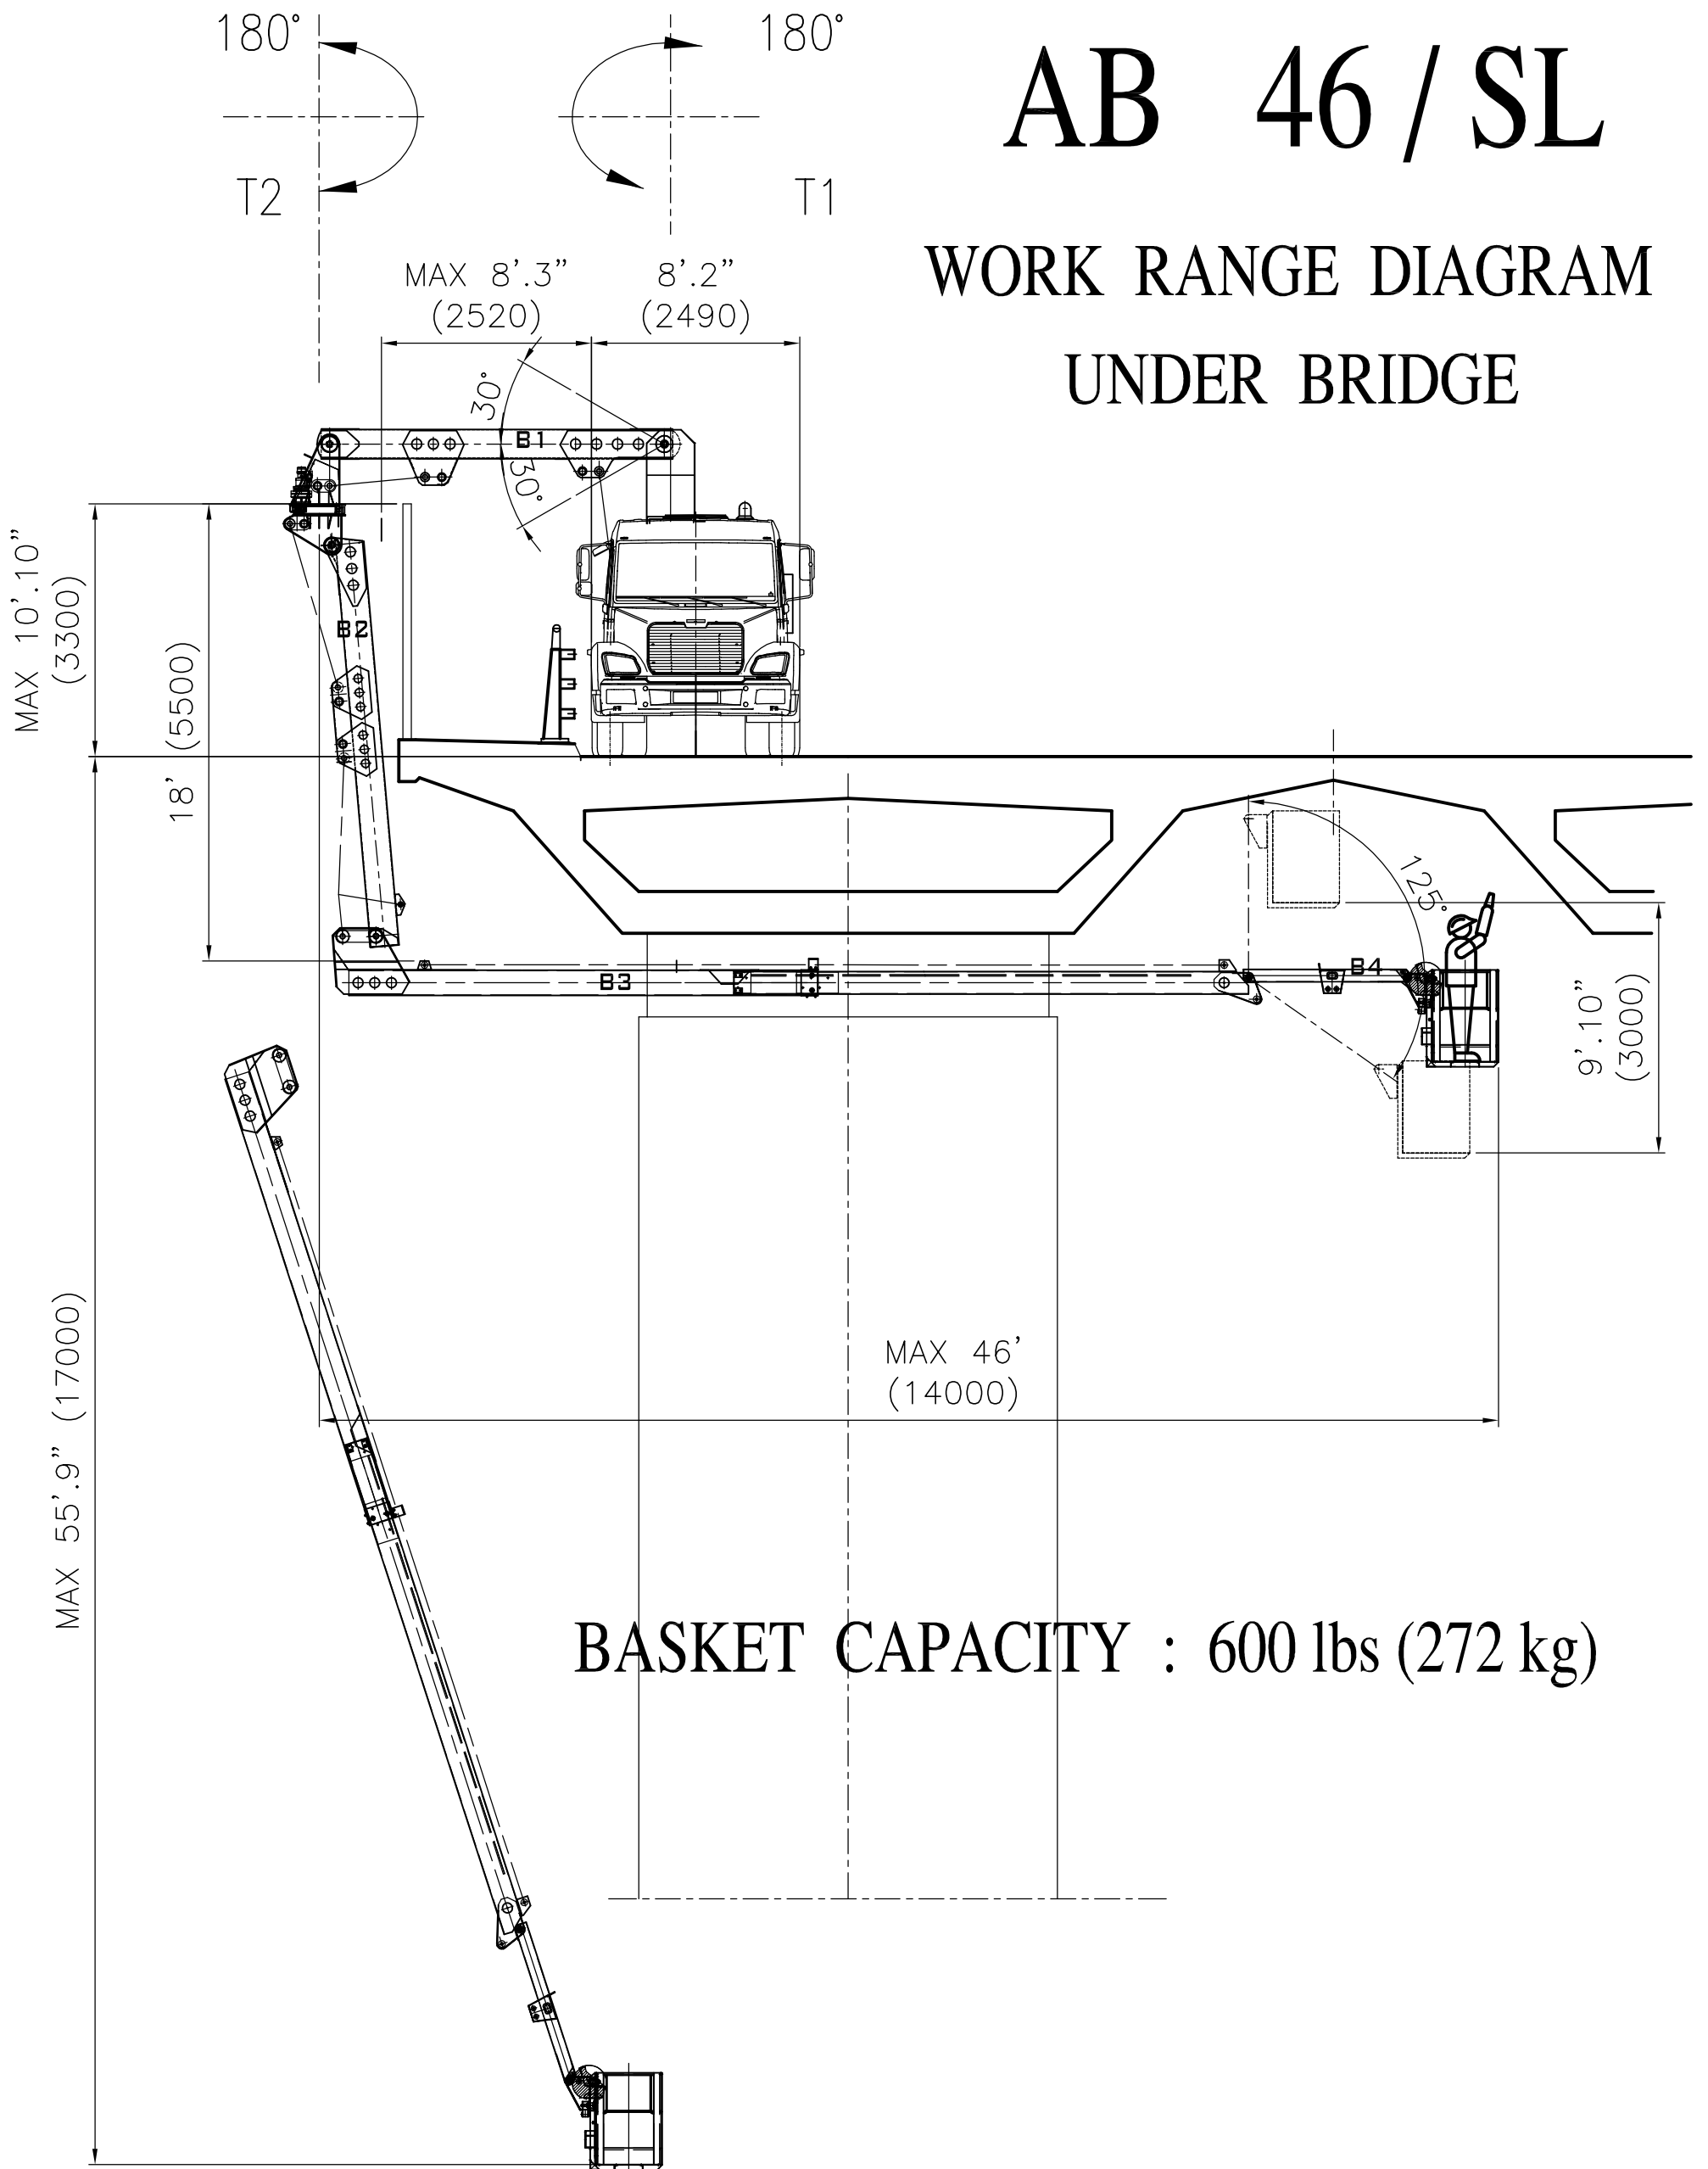 180°
180°
AB 46 / SL
T2
T1
WORK RANGE DIAGRAM
MAX 8'.3"
(2520)
8'.2"
(2490)
UNDER BRIDGE
30°
B1
30°
MAX 10'.10"
(3300)
B2
18' (5500)
125°
B3
B4
9'.10"
(3000)
MAX 46'
(14000)
MAX 55'.9" (17000)
BASKET CAPACITY : 600 lbs (272 kg)